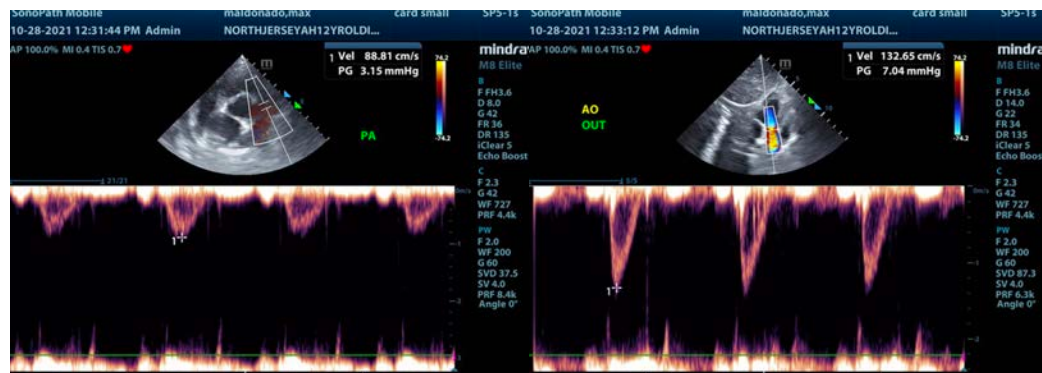 SonoPath Mobile maldonado,max card small SP5-1s
10-28-2021 12:31:44 PM Admin NORTHJERSEYAH12YROLDI...
AP 100.0% MI 0.4 TIS 0.7
1 Vel 88.81 cm/s
PG 3.15 mmHg
74.2
-74.2
mindra
M8 Elite
PA
B
F FH3.6
D 8.0
G 42
FR 36
DR 135
iClear 5
Echo Boost
C
F 2.3
G 42
WF 727
PRF 4.4k
PW
F 2.0
WF 200
G 60
SVD 37.5
SV 4.0
PRF 8.4k
Angle 0°
21/21
1
SonoPath Mobile maldonado,max card small SP5-1s
10-28-2021 12:33:12 PM Admin NORTHJERSEYAH12YROLDI...
AP 100.0% MI 0.4 TIS 0.7
1 Vel 132.65 cm/s
PG 7.04 mmHg
74.2
-74.2
mindra
M8 Elite
AO
OUT
B
F FH3.6
D 14.0
G 22
FR 34
DR 135
iClear 5
Echo Boost
C
F 2.3
G 42
WF 727
PRF 4.4k
PW
F 2.0
WF 200
G 60
SVD 87.3
SV 4.0
PRF 6.3k
Angle 0°
5/5
1